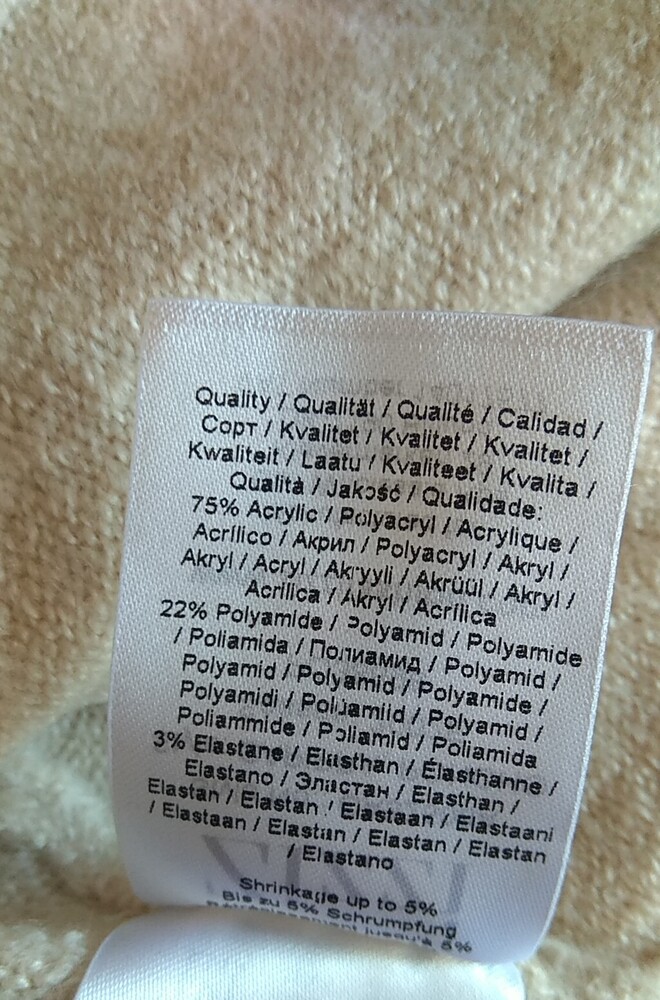 Quality / Qualität / Qualité / Calidad /
Сорт / Kvalitet / Kvalitet / Kvalitet /
Kwaliteit / Laatu / Kvaliteet / Kvalita /
Qualità / Jakość / Qualidade:
75% Acrylic / Polyacryl / Acrylique /
Acrílico / Акрил / Polyacryl / Akryl /
Akryl / Acryl / Akryyli / Akrüül / Akryl /
Acrilica / Akryl / Acrílica
22% Polyamide / Polyamid / Polyamide
/ Poliamida / Полиамид / Polyamid /
Polyamid / Polyamid / Polyamide /
Polyamidi / Polüamiid / Polyamid /
Poliammide / Poliamid / Poliamida
3% Elastane / Elasthan / Élasthanne /
Elastano / Эластан / Elasthan /
Elastan / Elastan / Elastaan / Elastaani
/ Elastaan / Elastan / Elastan / Elastan
/ Elastano
Shrinkage up to 5%
Bis zu 5% Schrumpfung
jusqu'à 5%